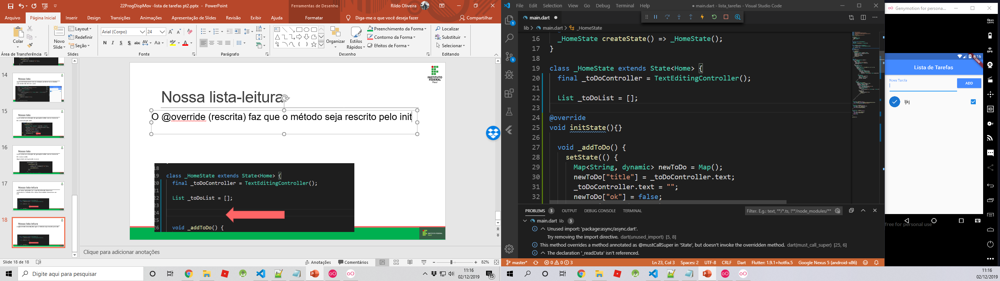 22ProgDispMov -lista de tarefas pt2.pptx - PowerPoint
Ferramentas de Desenho
Rildo Oliveira
Arquivo
Página Inicial
Inserir
Design
Transições
Animações
Apresentação de Slides
Revisão
Exibir
Ajuda
Formatar
Diga-me o que você deseja fazer
Compartilhar
Colar
Novo
Slide
Layout
Redefinir
Seção
Arial (Corpo)
24
Organizar
Estilos
Rápidos
Preenchimento da Forma
Contorno da Forma
Efeitos de Forma
Localizar
Substituir
Selecionar
Área de Transferência
Slides
Fonte
Parágrafo
Desenho
Editando
14
Nossa lista
15
Nossa lista
16
Nossa lista
17
Nossa lista-leitura
18
Nossa lista-leitura
INSTITUTO
FEDERAL
Piauí
Nossa lista-leitura
O @override (rescrita) faz que o método seja rescrito pelo init
18
19 class _HomeState extends State<Home> {
20 final _toDoController = TextEditingController();
21
22 List _toDoList = [];
23
24
25
26 void _addToDo() {
INSTITUTO FEDERAL
Piauí
Clique para adicionar anotações
Slide 18 de 18
Anotações
Comentários
82%
Digite aqui para pesquisar
11:16
02/12/2019
15
File Edit Selection View Go Debug Terminal Help
● main.dart - lista_tarefas - Visual Studio Code
main.dart
lib > main.dart > _HomeState
16 _HomeState createState() => _HomeState();
17 }
18
19 class _HomeState extends State<Home> {
20 final _toDoController = TextEditingController();
21
22 List _toDoList = [];
23
24 @override
25 void initState(){}
26
27 void _addToDo() {
28 setState(() {
29 Map<String, dynamic> newToDo = Map();
30 newToDo["title"] = _toDoController.text;
31 _toDoController.text = "";
32 newToDo["ok"] = false;
PROBLEMS 3 OUTPUT DEBUG CONSOLE TERMINAL
Filter. E.g.: text, **/*.ts, !**/node_modules/**
main.dart lib 3
Unused import: 'package:async/async.dart'.
Try removing the import directive. dart(unused_import) [5, 8]
This method overrides a method annotated as @mustCallSuper in 'State', but doesn't invoke the overridden method. dart(must_call_super) [25, 6]
The declaration '_readData' isn't referenced.
master*
0 0 3
Ln 23, Col 3
Spaces: 2
UTF-8
CRLF
Dart
Flutter: 1.9.1+hotfix.5
Google Nexus 5 (android-x86)
Genymotion for persona...
9:16
DEBUG
Lista de Tarefas
Nova Tarefa
ADD
ljkj
free for personal use
Open
GAPPS
GPS
ID
11:16
02/12/2019